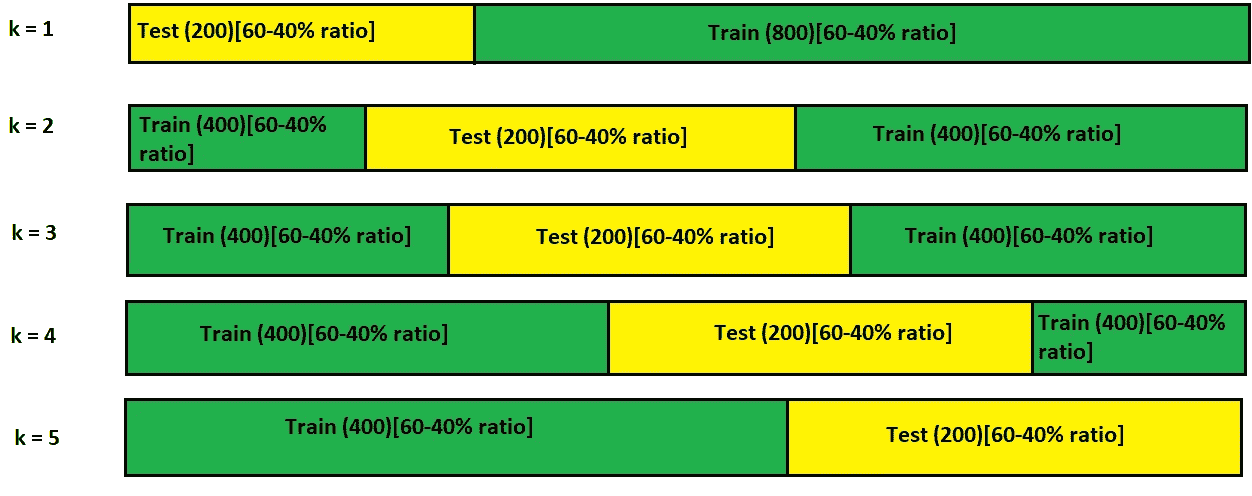 k = 1
Test (200)[60-40% ratio]
Train (800)[60-40% ratio]
k = 2
Train (400)[60-40%
ratio]
Test (200)[60-40% ratio]
Train (400)[60-40% ratio]
k = 3
Train (400)[60-40% ratio]
Test (200)[60-40% ratio]
Train (400)[60-40% ratio]
k = 4
Train (400)[60-40% ratio]
Test (200)[60-40% ratio]
Train (400)[60-40%
ratio]
k = 5
Train (400)[60-40% ratio]
Test (200)[60-40% ratio]